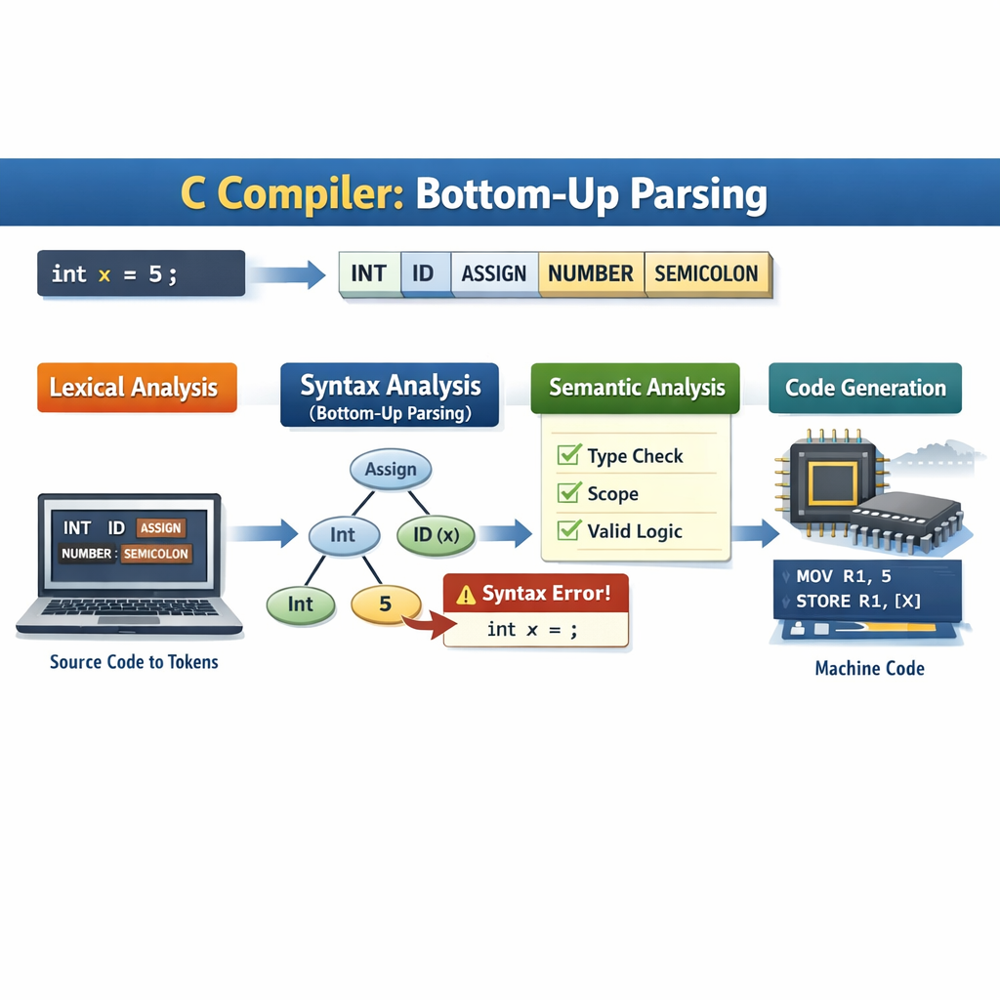 C Compiler: Bottom-Up Parsing
int x = 5;
INT ID ASSIGN NUMBER SEMICOLON
Lexical Analysis
Syntax Analysis
(Bottom-Up Parsing)
Semantic Analysis
Code Generation
INT ID ASSIGN
NUMBER : SEMICOLON
Source Code to Tokens
Assign
Int
ID (x)
Int
5
Syntax Error!
int x = ;
Type Check
Scope
Valid Logic
MOV R1, 5
STORE R1, [X]
Machine Code